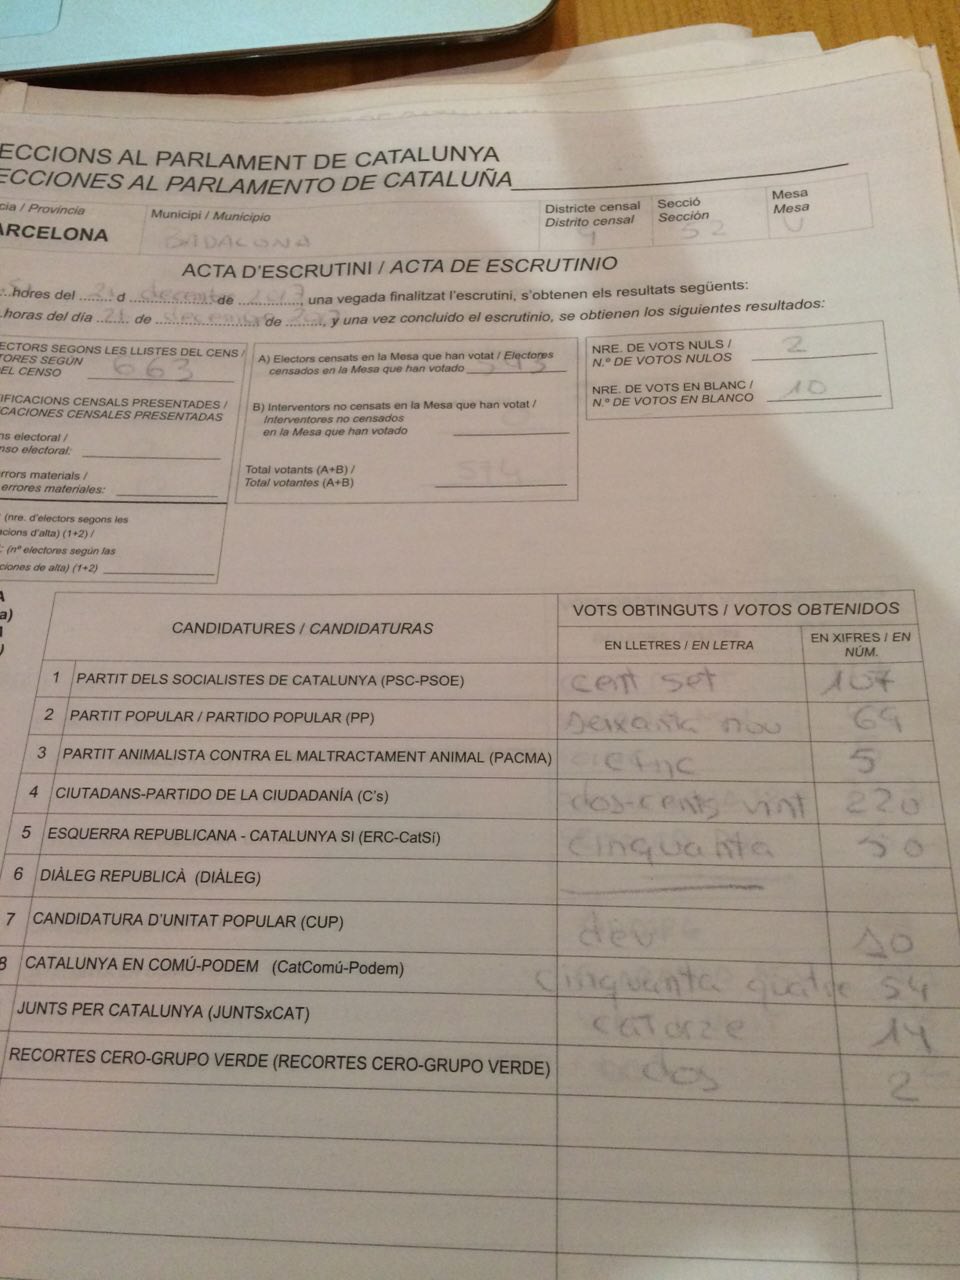 ECCIONS AL PARLAMENT DE CATALUNYA
ECCIONES AL PARLAMENTO DE CATALUÑA
cia / Provincia
ARCELONA
Municipi / Municipio
BADALONA
Districte censal
Distrito censal
4
Secció
Sección
52
Mesa
Mesa
U
ACTA D'ESCRUTINI / ACTA DE ESCRUTINIO
hores del 21 d desembre de 2017, una vegada finalitzat l'escrutini, s'obtenen els resultats següents:
horas del día 21 de de, y una vez concluido el escrutinio, se obtienen los siguientes resultados:
ECTORS SEGONS LES LLISTES DEL CENS /
TORES SEGÚN
EL CENSO 663
IFICACIONS CENSALS PRESENTADES /
CACIONES CENSALES PRESENTADAS
ns electoral /
nso electoral:
rrors materials /
errores materiales:
(nre. d'electors segons les
cacions d'alta) (1+2) /
: (nº electores según las
ciones de alta) (1+2)
A) Electors censats en la Mesa que han votat / Electores
censados en la Mesa que han votado 543
B) Interventors no censats en la Mesa que han votat /
Interventores no censados
en la Mesa que han votado
Total votants (A+B) /
Total votantes (A+B)
NRE. DE VOTS NULS /
N.º DE VOTOS NULOS 2
NRE. DE VOTS EN BLANC /
N.º DE VOTOS EN BLANCO 10
A
a)
CANDIDATURES / CANDIDATURAS
VOTS OBTINGUTS / VOTOS OBTENIDOS
EN LLETRES / EN LETRA
EN XIFRES / EN
NÚM.
1 PARTIT DELS SOCIALISTES DE CATALUNYA (PSC-PSOE) cent set 107
2 PARTIT POPULAR / PARTIDO POPULAR (PP) seixanta nou 69
3 PARTIT ANIMALISTA CONTRA EL MALTRACTAMENT ANIMAL (PACMA) cinc 5
4 CIUTADANS-PARTIDO DE LA CIUDADANÍA (C's) dos-cents vint 220
5 ESQUERRA REPUBLICANA - CATALUNYA SI (ERC-CatSí) cinquanta 50
6 DIÀLEG REPUBLICÀ (DIÀLEG)
7 CANDIDATURA D'UNITAT POPULAR (CUP) deu 10
8 CATALUNYA EN COMÚ-PODEM (CatComú-Podem) cinquanta quatre 54
JUNTS PER CATALUNYA (JUNTSxCAT) catorze 14
RECORTES CERO-GRUPO VERDE (RECORTES CERO-GRUPO VERDE) dos 2